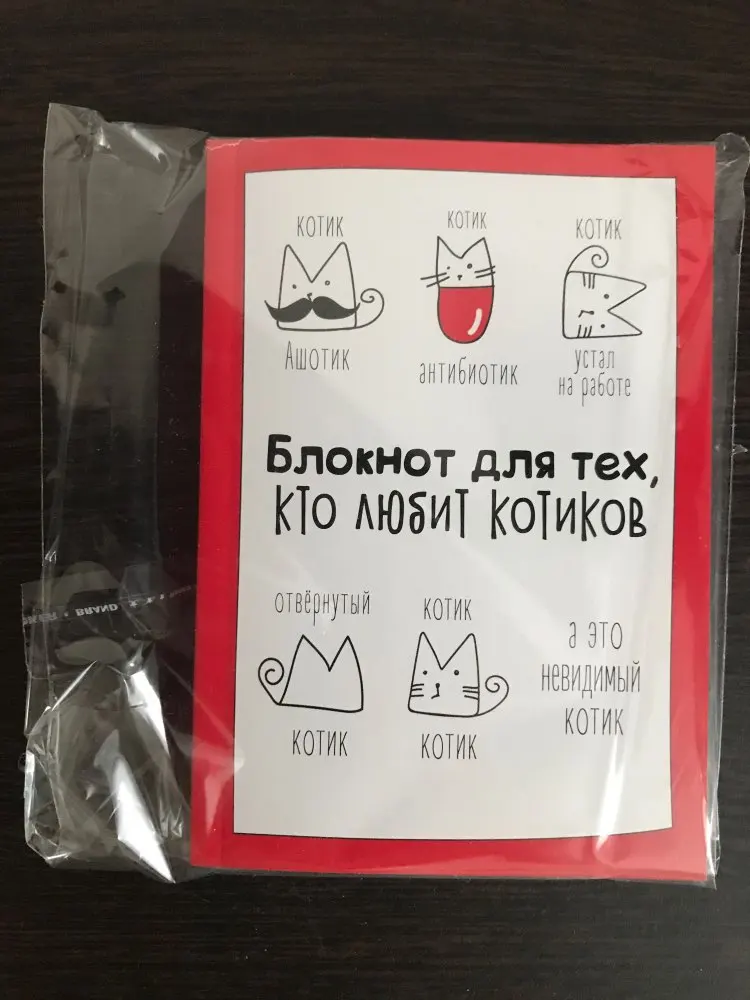 котик
котик
котик
Ашотик
антибиотик
устал
на работе
Блокнот для тех,
кто любит котиков
отвёрнутый
котик
котик
котик
а это
невидимый
котик
BRAND